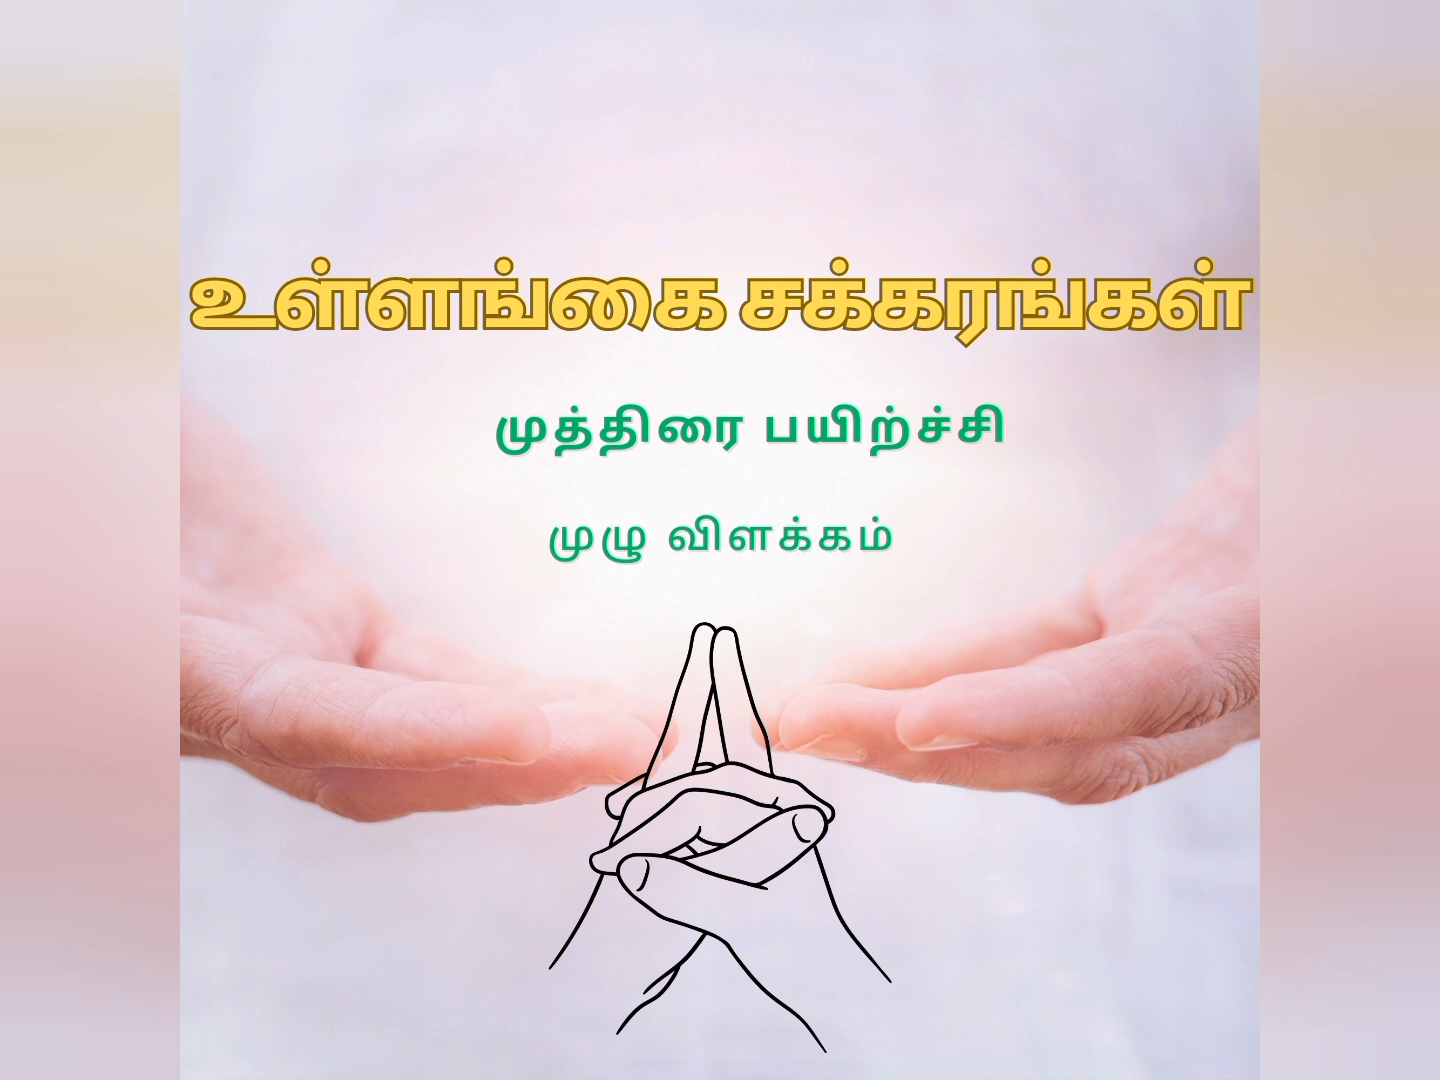 உள்ளங்கை சக்கரங்கள்
முத்திரை பயிற்ச்சி
முழு விளக்கம்